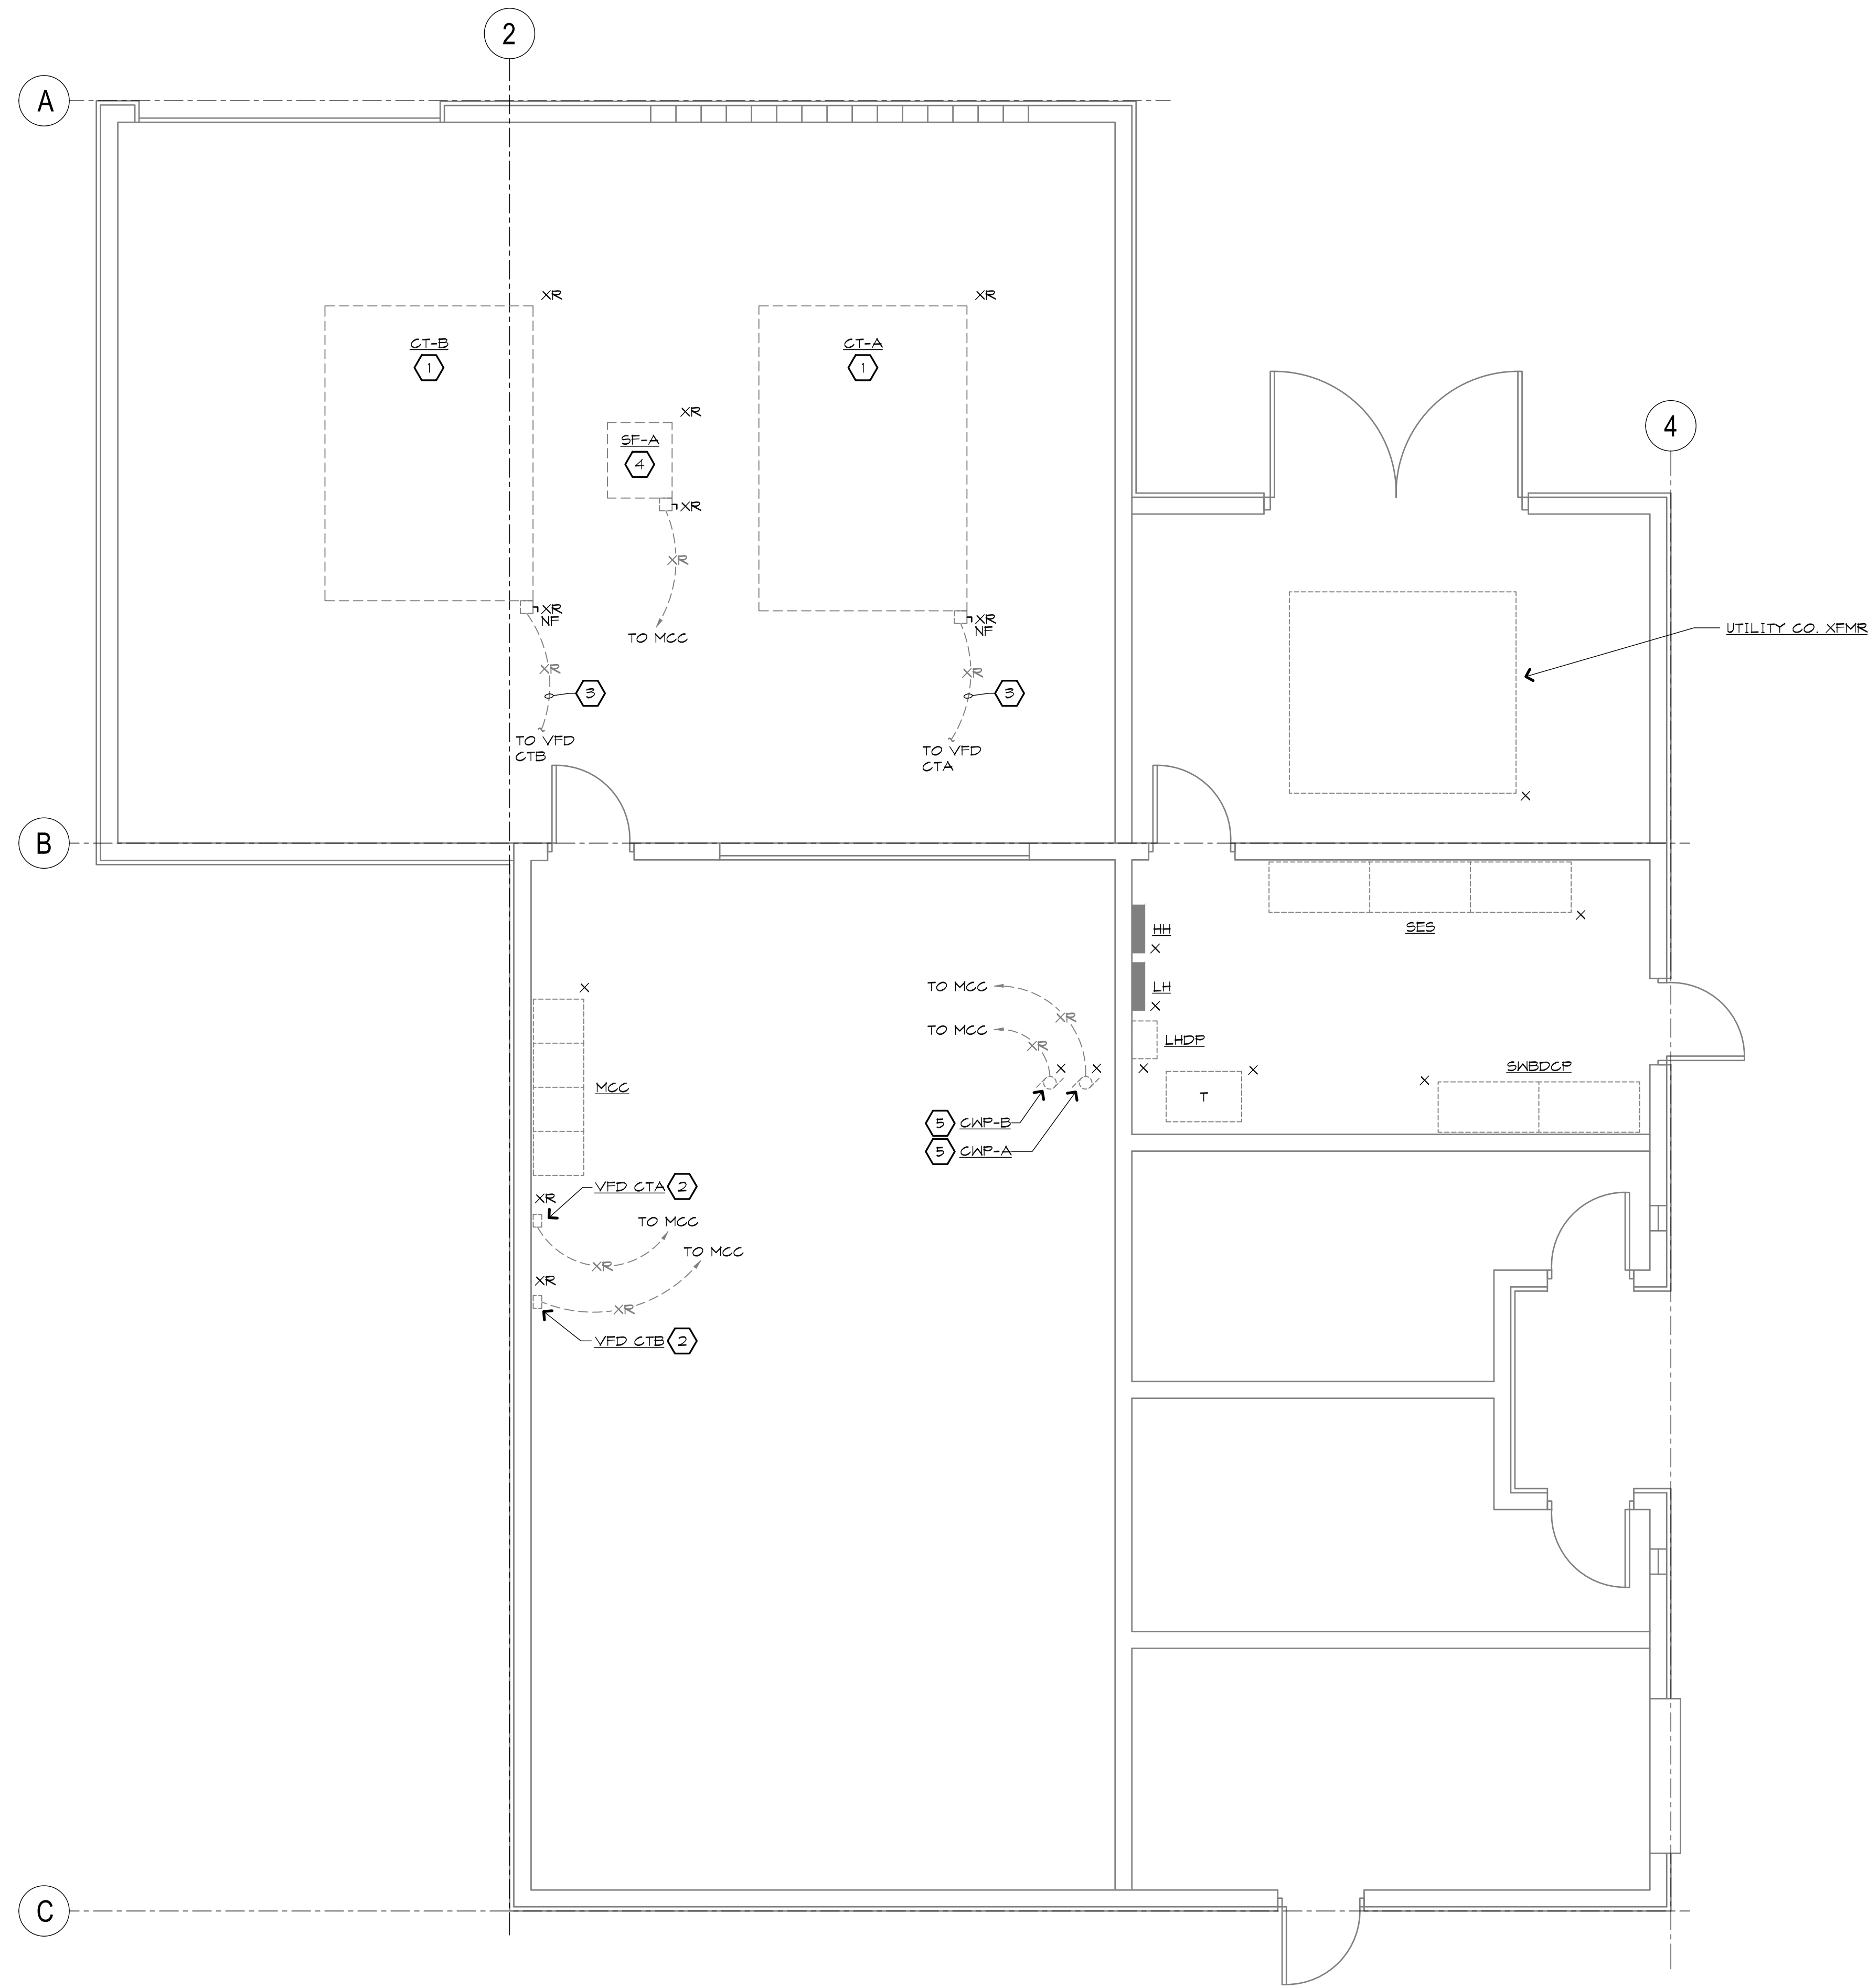 2
A
XR
XR
CT-B
1
CT-A
1
XR
SF-A
4
4
XR
XR
TO MCC
XR
NF
XR
NF
UTILITY CO. XFMR
XR
3
XR
3
TO VFD
CTB
TO VFD
CTA
X
B
HH
X
SES
X
LH
X
X
MCC
TO MCC
XR
TO MCC
XR
X
X
LHDP
X
T
X
SWBDCP
X
5 CWP-B
5 CWP-A
XR
VFD CTA 2
TO MCC
XR
TO MCC
XR
XR
VFD CTB 2
C